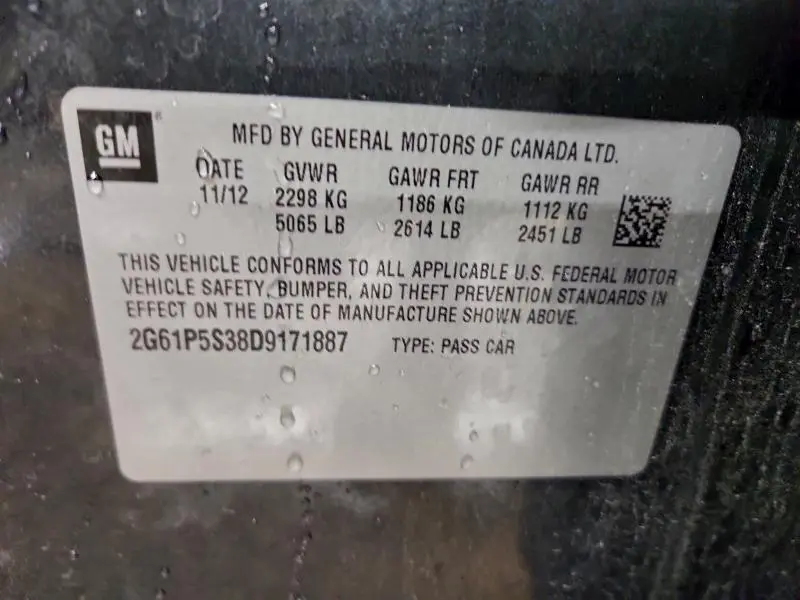 GM
MFD BY GENERAL MOTORS OF CANADA LTD.
DATE GVWR GAWR FRT GAWR RR
11/12 2298 KG 1186 KG 1112 KG
5065 LB 2614 LB 2451 LB
THIS VEHICLE CONFORMS TO ALL APPLICABLE U.S. FEDERAL MOTOR
VEHICLE SAFETY, BUMPER, AND THEFT PREVENTION STANDARDS IN
EFFECT ON THE DATE OF MANUFACTURE SHOWN ABOVE.
2G61P5S38D9171887 TYPE: PASS CAR